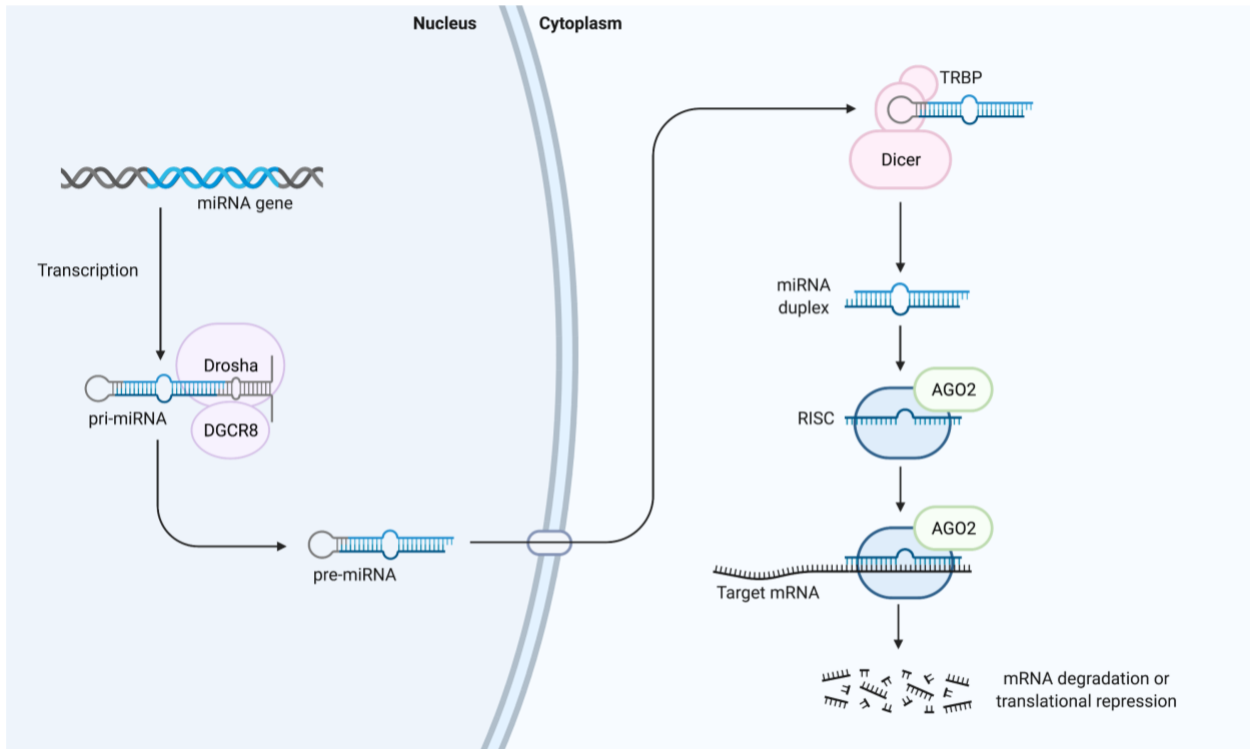 Nucleus
Cytoplasm
miRNA gene
Transcription
Drosha
pri-miRNA
DGCR8
pre-miRNA
TRBP
Dicer
miRNA
duplex
AGO2
RISC
AGO2
Target mRNA
mRNA degradation or
translational repression